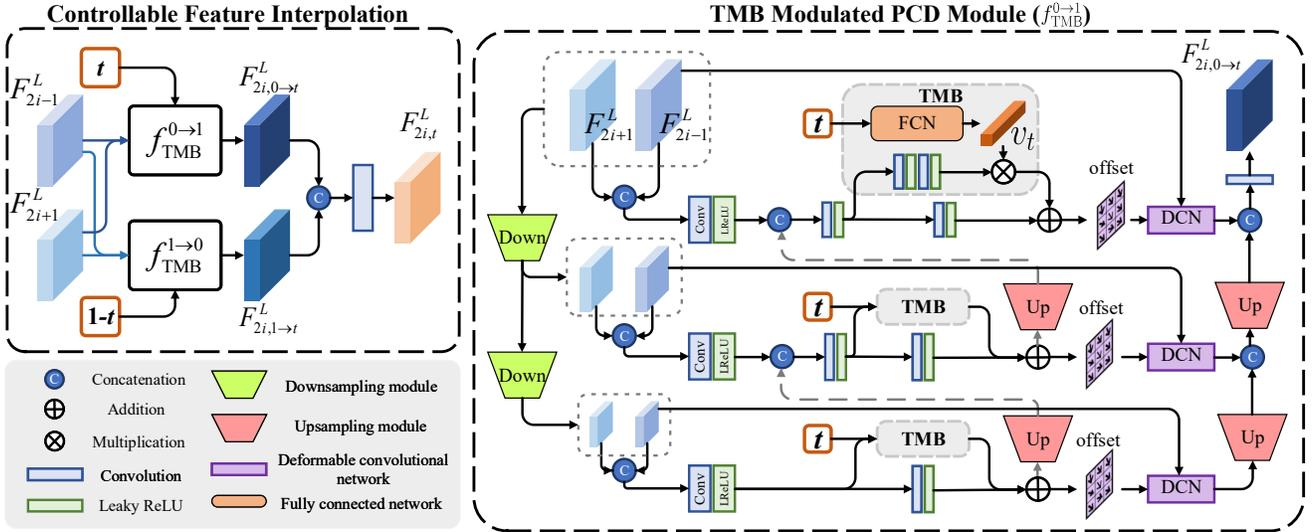 Controllable Feature Interpolation
t
F^L_{2i-1}
F^L_{2i,0→t}
f^{0→1}_{TMB}
F^L_{2i,t}
C
F^L_{2i+1}
f^{1→0}_{TMB}
1-t
F^L_{2i,1→t}
C Concatenation
Addition
Multiplication
Convolution
Leaky ReLU
Downsampling module
Upsampling module
Deformable convolutional
network
Fully connected network
TMB Modulated PCD Module (f^{0→1}_{TMB})
F^L_{2i,0→t}
TMB
F^L_{2i+1} F^L_{2i-1} t FCN v_t
offset
C Conv LReLU C DCN C
Down
t TMB Up offset Up
C Conv LReLU C DCN C
Down
t TMB Up offset Up
C Conv LReLU DCN